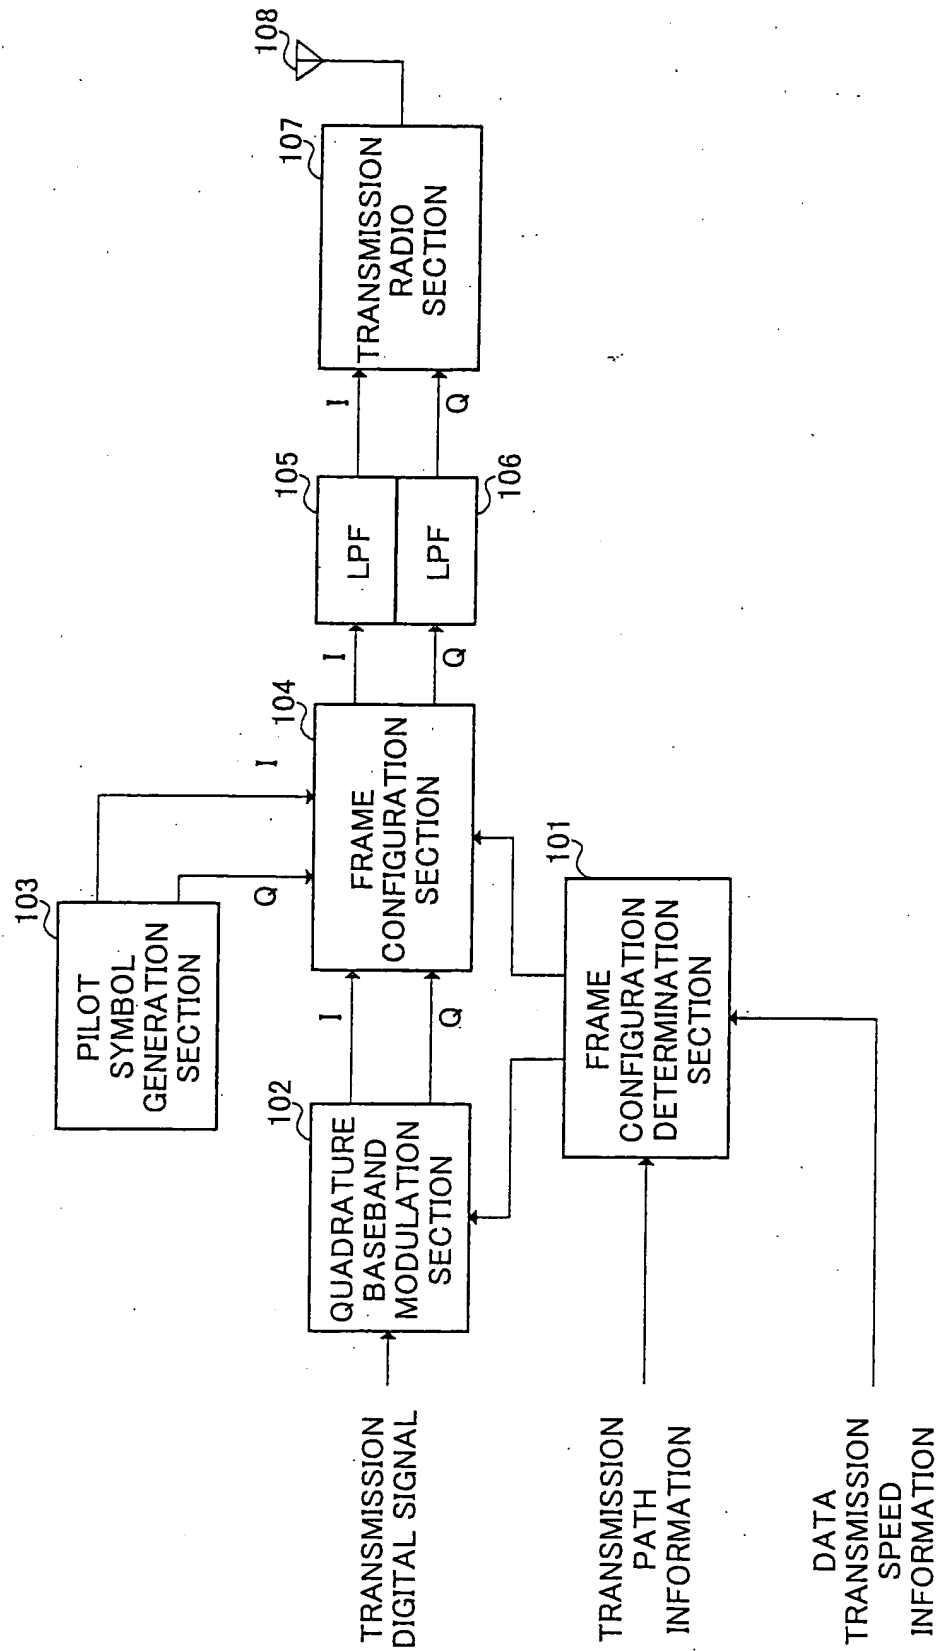 108
107
TRANSMISSION
RADIO
SECTION
I
Q
105
LPF
LPF
106
I
Q
103
PILOT
SYMBOL
GENERATION
SECTION
I
Q
104
FRAME
CONFIGURATION
SECTION
I
Q
102
QUADRATURE
BASEBAND
MODULATION
SECTION
101
FRAME
CONFIGURATION
DETERMINATION
SECTION
TRANSMISSION
DIGITAL SIGNAL
TRANSMISSION
PATH
INFORMATION
DATA
TRANSMISSION
SPEED
INFORMATION